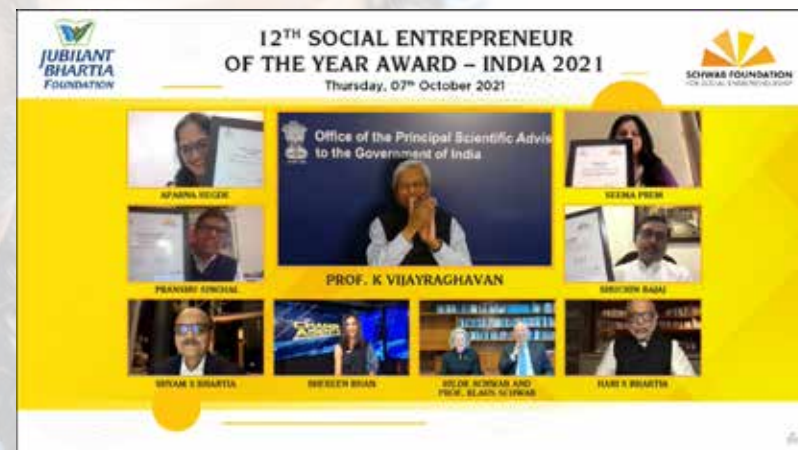 JUBILANT
BHARTIA
FOUNDATION
12TH SOCIAL ENTREPRENEUR
OF THE YEAR AWARD – INDIA 2021
Thursday, 07th October 2021
SCHWAB FOUNDATION
FOR SOCIAL ENTREPRENEURSHIP
Office of the Principal Scientific Advis
to the Government of India
APARNA HEGDE
SEEMA PREM
PROF. K VIJAYRAGHAVAN
PRANSHU SINGHAL
SHUCHIN BAJAJ
SHYAM S BHARTIA
SHEREEN BHAN
HILDE SCHWAB AND
PROF. KLAUS SCHWAB
HARI S BHARTIA